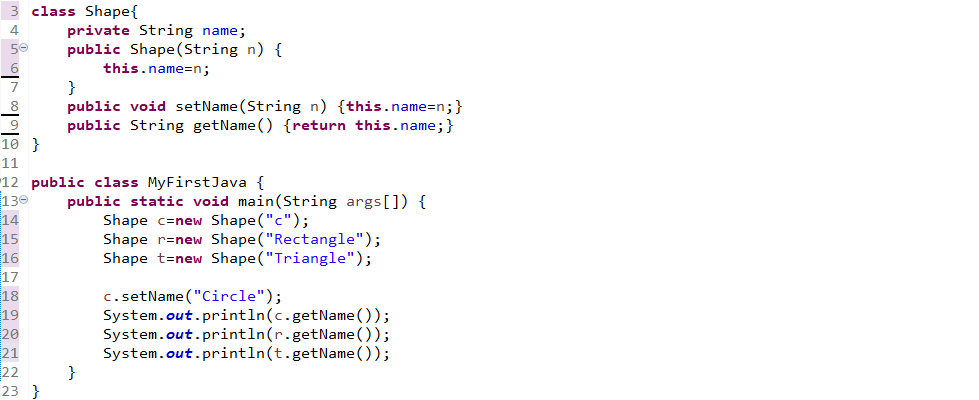 3 class Shape{
4     private String name;
5     public Shape(String n) {
6         this.name=n;
7     }
8     public void setName(String n) {this.name=n;}
9     public String getName() {return this.name;}
10 }
11
12 public class MyFirstJava {
13     public static void main(String args[]) {
14         Shape c=new Shape("c");
15         Shape r=new Shape("Rectangle");
16         Shape t=new Shape("Triangle");
17
18         c.setName("Circle");
19         System.out.println(c.getName());
20         System.out.println(r.getName());
21         System.out.println(t.getName());
22     }
23 }